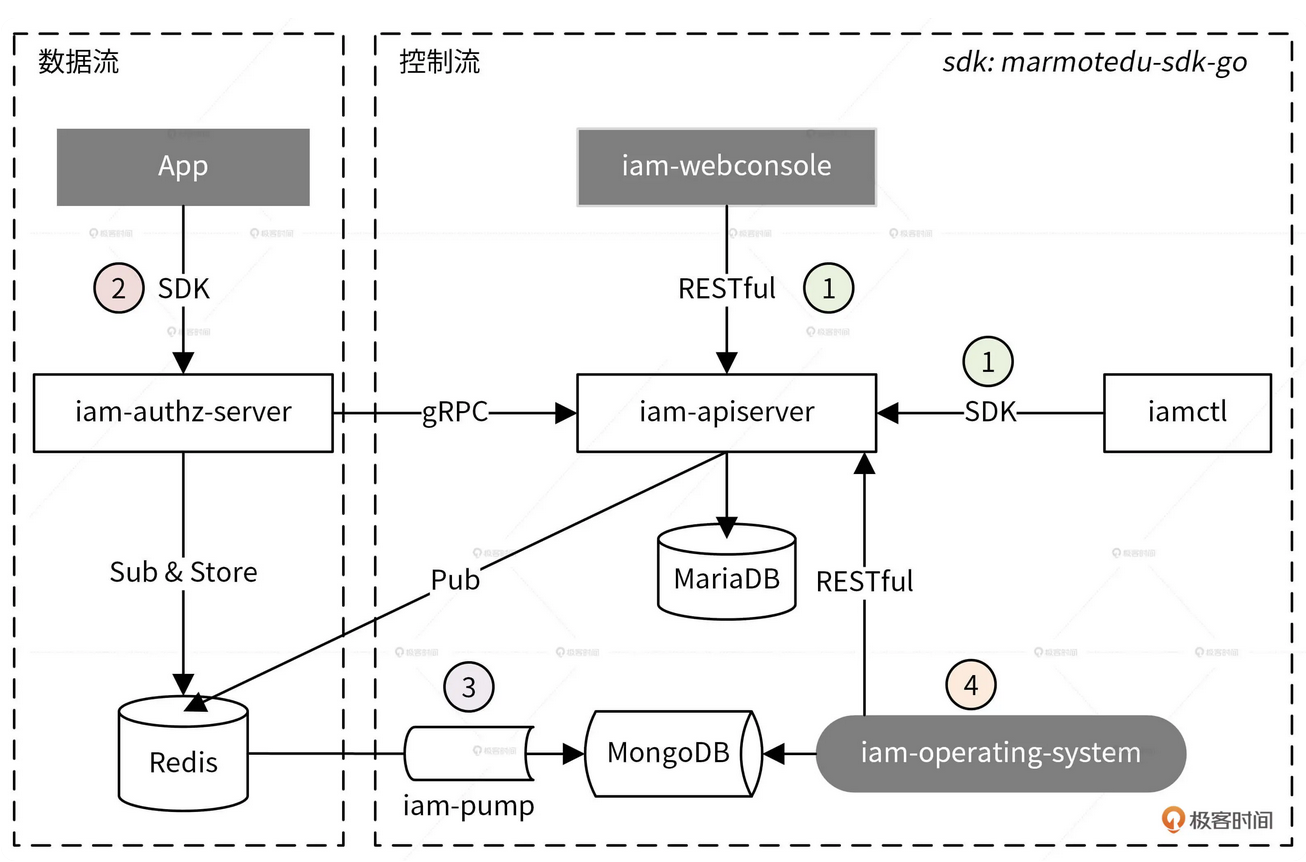 数据流
控制流
sdk: marmotedu-sdk-go
App
iam-webconsole
2
SDK
RESTful
1
1
iam-authz-server
gRPC
iam-apiserver
SDK
iamctl
Sub & Store
Pub
MariaDB
RESTful
3
4
Redis
MongoDB
iam-operating-system
iam-pump
极客时间